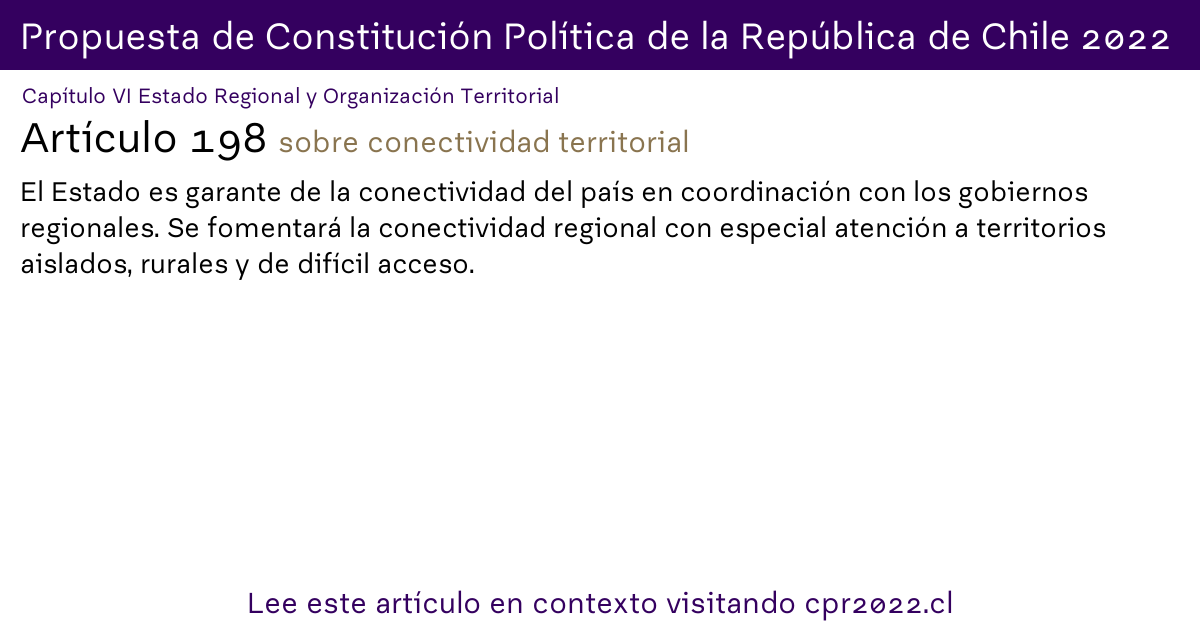 Propuesta de Constitución Política de la República de Chile 2022
Capítulo VI Estado Regional y Organización Territorial
Artículo 198 sobre conectividad territorial
El Estado es garante de la conectividad del país en coordinación con los gobiernos
regionales. Se fomentará la conectividad regional con especial atención a territorios
aislados, rurales y de difícil acceso.
Lee este artículo en contexto visitando cpr2022.cl